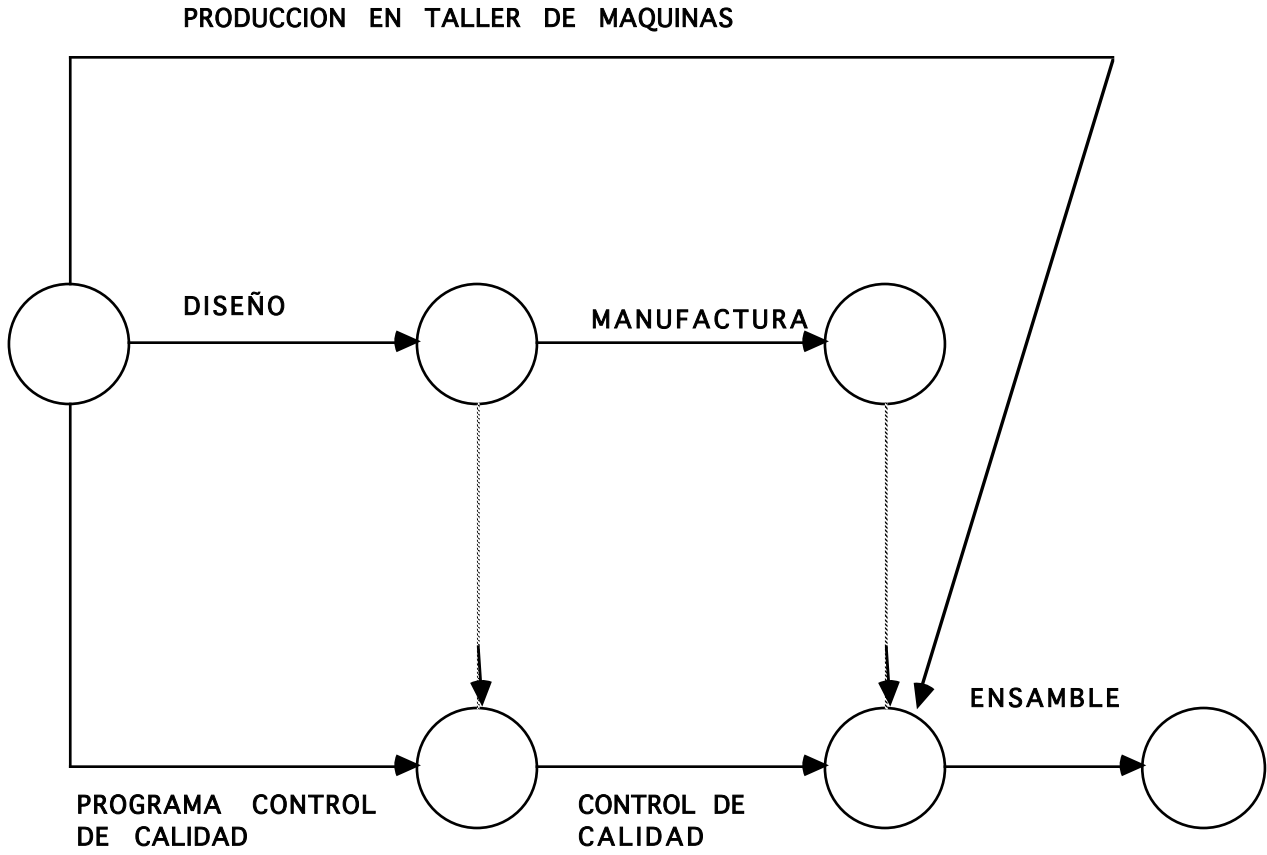 PRODUCCION EN TALLER DE MAQUINAS
DISEÑO
MANUFACTURA
ENSAMBLE
PROGRAMA CONTROL
DE CALIDAD
CONTROL DE
CALIDAD